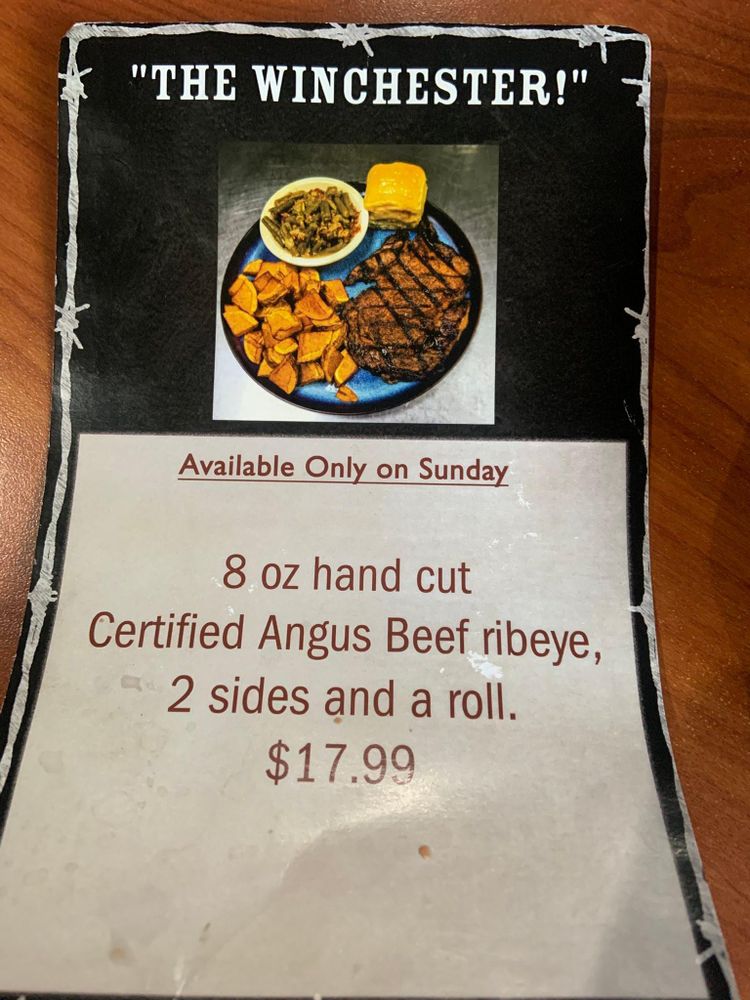 "THE WINCHESTER!"
Available Only on Sunday
8 oz hand cut
Certified Angus Beef ribeye,
2 sides and a roll.
$17.99